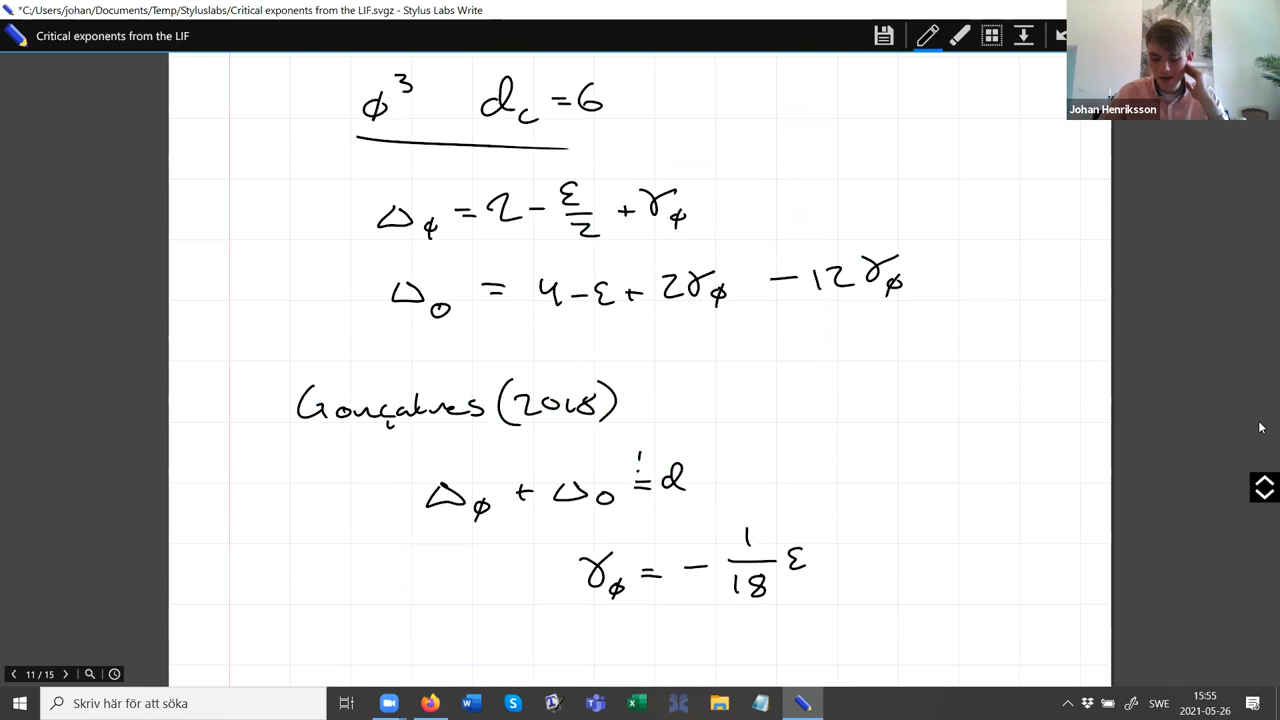 *C:/Users/johan/Documents/Temp/Styluslabs/Critical exponents from the LIF.svgz - Stylus Labs Write
Critical exponents from the LIF
Johan Henriksson
ϕ³ d_c = 6
Δ_ϕ = 2 - ε/2 + γ_ϕ
Δ_0 = 4 - ε + 2γ_ϕ - 12γ_ϕ
Gonçalves (2018)
Δ_ϕ + Δ_0 =! d
γ_ϕ = - 1/18 ε
11 / 15
Skriv här för att söka
SWE
15:55
2021-05-26